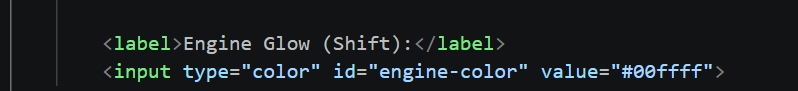 <label>Engine Glow (Shift):</label>
<input type="color" id="engine-color" value="#00ffff">